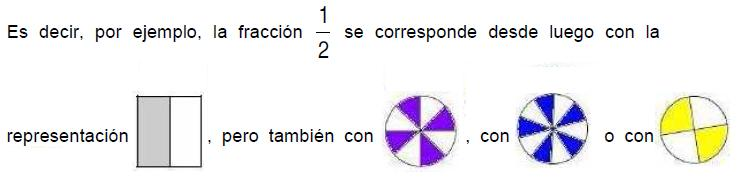 Es decir, por ejemplo, la fracción 1/2 se corresponde desde luego con la
representación , pero también con , con o con